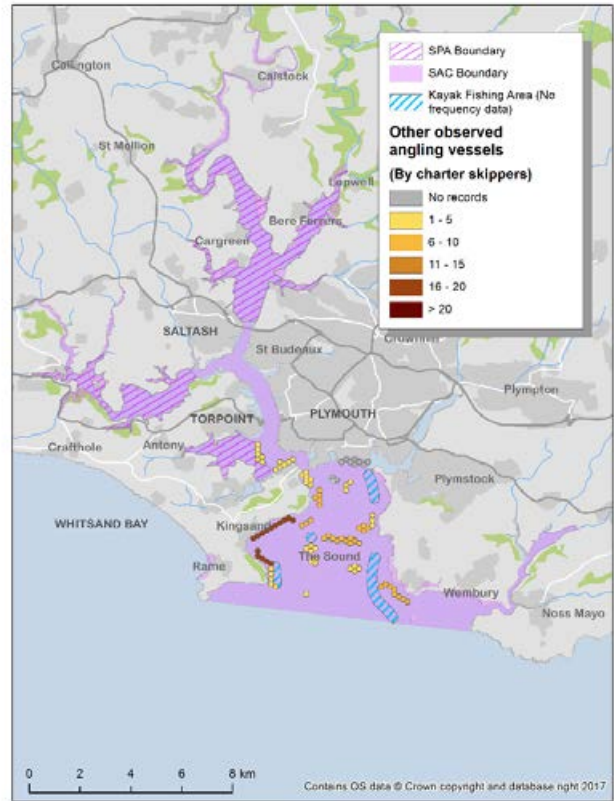 SPA Boundary
SAC Boundary
Kayak Fishing Area (No
frequency data)
Other observed
angling vessels
(By charter skippers)
No records
1 - 5
6 - 10
11 - 15
16 - 20
> 20
Callington
Calstock
St Mellion
Lopwell
Bere Ferrers
Cargreen
SALTASH
St Budeaux
Crownhill
Plympton
TORPOINT
PLYMOUTH
Crafthole
Antony
Plymstock
WHITSAND BAY
Kingsand
The Sound
Rame
Wembury
Noss Mayo
0 2 4 8 km
Contains OS data © Crown copyright and database right 2017